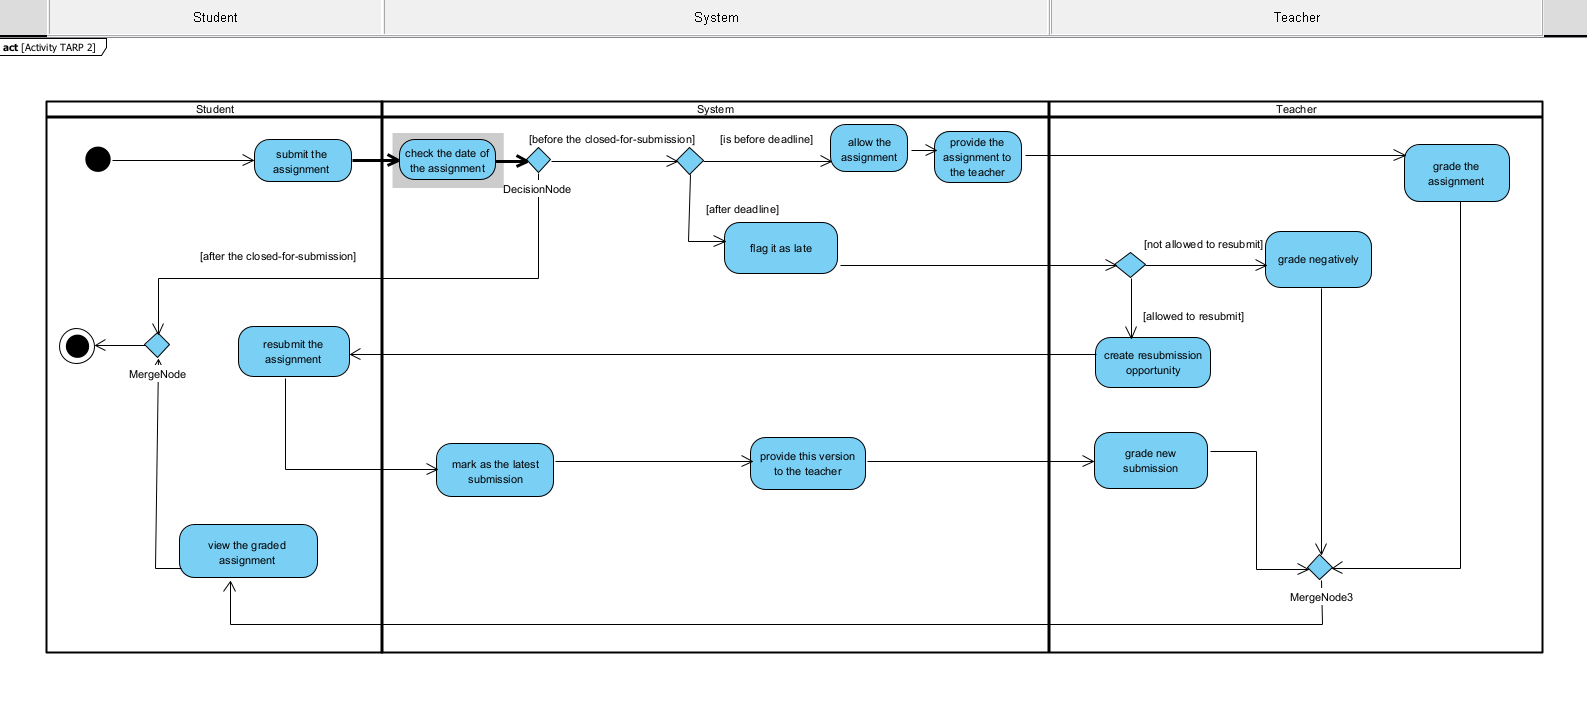 Student
System
Teacher
act [Activity TARP 2]
Student
System
Teacher
[before the closed-for-submission]
[is before deadline]
submit the
assignment
check the date of
the assignment
DecisionNode
allow the
assignment
provide the
assignment to
the teacher
grade the
assignment
[after deadline]
flag it as late
[not allowed to resubmit]
grade negatively
[after the closed-for-submission]
[allowed to resubmit]
MergeNode
resubmit the
assignment
create resubmission
opportunity
mark as the latest
submission
provide this version
to the teacher
grade new
submission
view the graded
assignment
MergeNode3